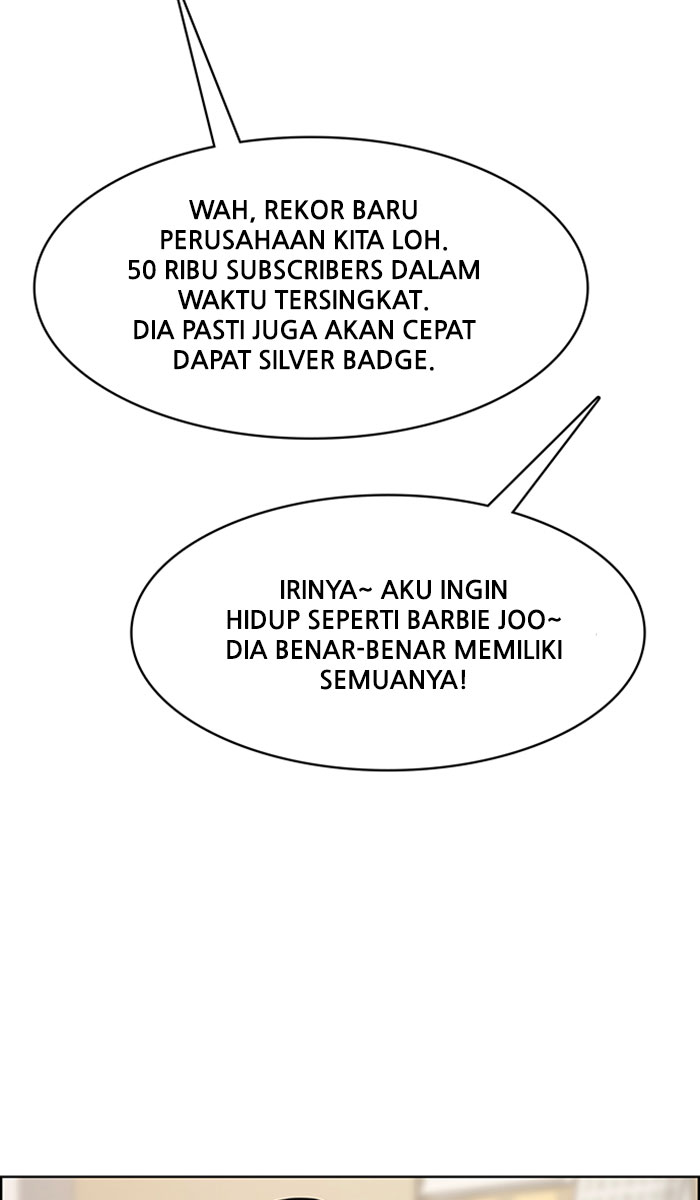 WAH, REKOR BARU
PERUSAHAAN KITA LOH.
50 RIBU SUBSCRIBERS DALAM
WAKTU TERSINGKAT.
DIA PASTI JUGA AKAN CEPAT
DAPAT SILVER BADGE.
IRINYA~ AKU INGIN
HIDUP SEPERTI BARBIE JOO~
DIA BENAR-BENAR MEMILIKI
SEMUANYA!